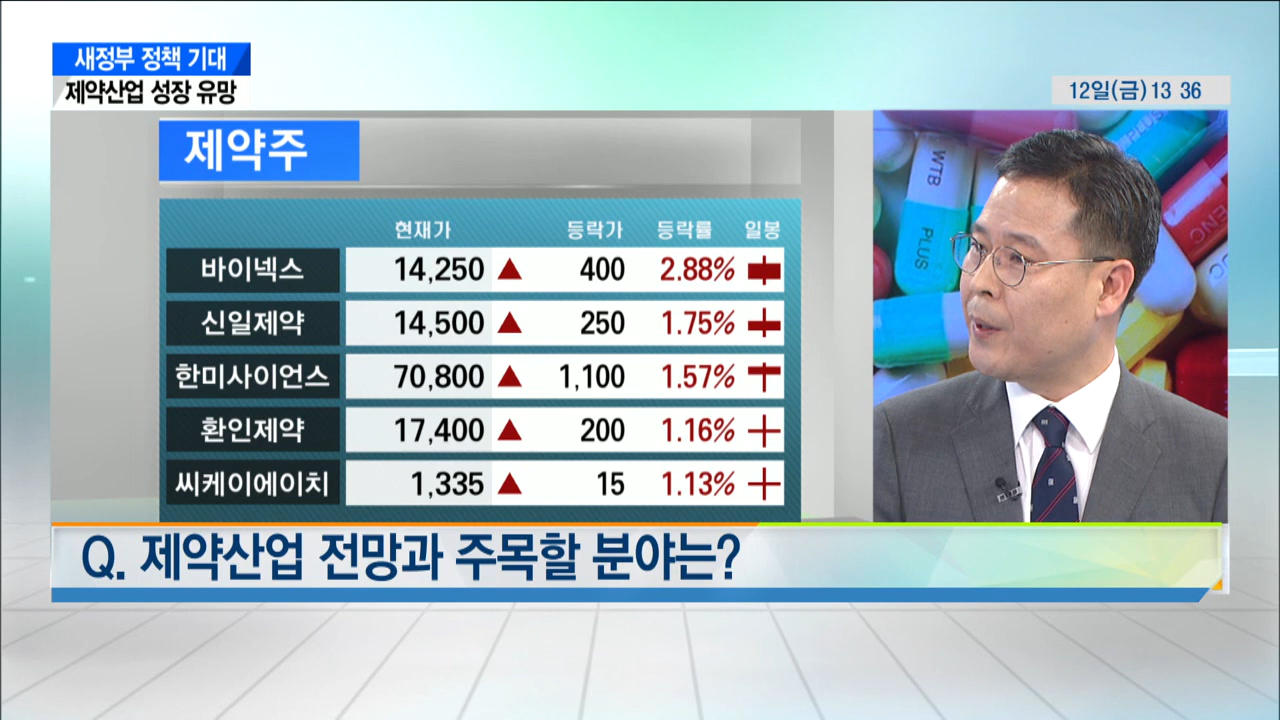 새정부 정책 기대
제약산업 성장 유망
12일(금) 13 36
제약주
현재가 등락가 등락률 일봉
바이넥스 14,250 ▲ 400 2.88%
신일제약 14,500 ▲ 250 1.75%
한미사이언스 70,800 ▲ 1,100 1.57%
환인제약 17,400 ▲ 200 1.16%
씨케이에이치 1,335 ▲ 15 1.13%
WTB
PLUS
Q. 제약산업 전망과 주목할 분야는?